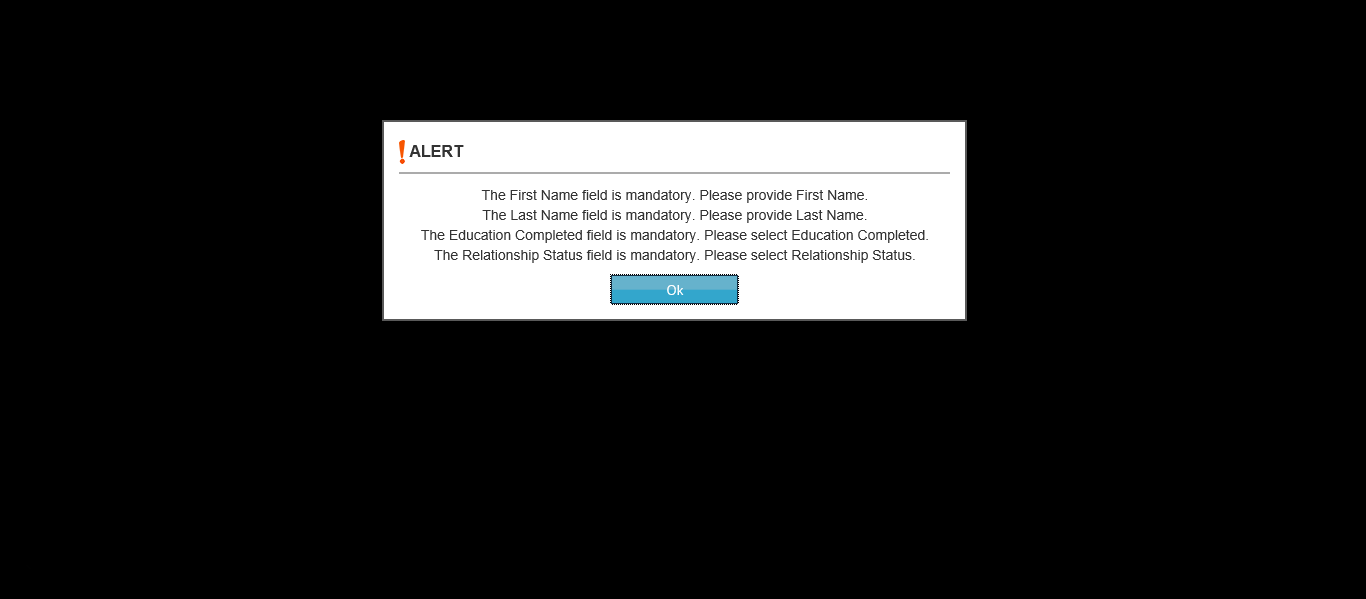 ALERT
The First Name field is mandatory. Please provide First Name.
The Last Name field is mandatory. Please provide Last Name.
The Education Completed field is mandatory. Please select Education Completed.
The Relationship Status field is mandatory. Please select Relationship Status.
Ok